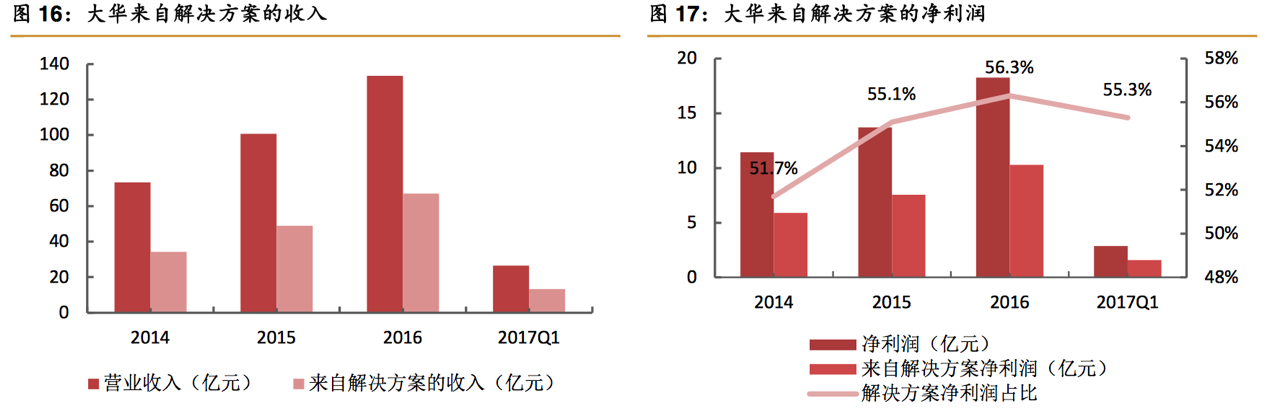 图 16：大华来自解决方案的收入
140
120
100
80
60
40
20
0
2014 2015 2016 2017Q1
营业收入（亿元） 来自解决方案的收入（亿元）
图 17：大华来自解决方案的净利润
20
15
10
5
0
58%
56%
54%
52%
50%
48%
51.7%
55.1%
56.3%
55.3%
2014 2015 2016 2017Q1
净利润（亿元）
来自解决方案净利润（亿元）
解决方案净利润占比